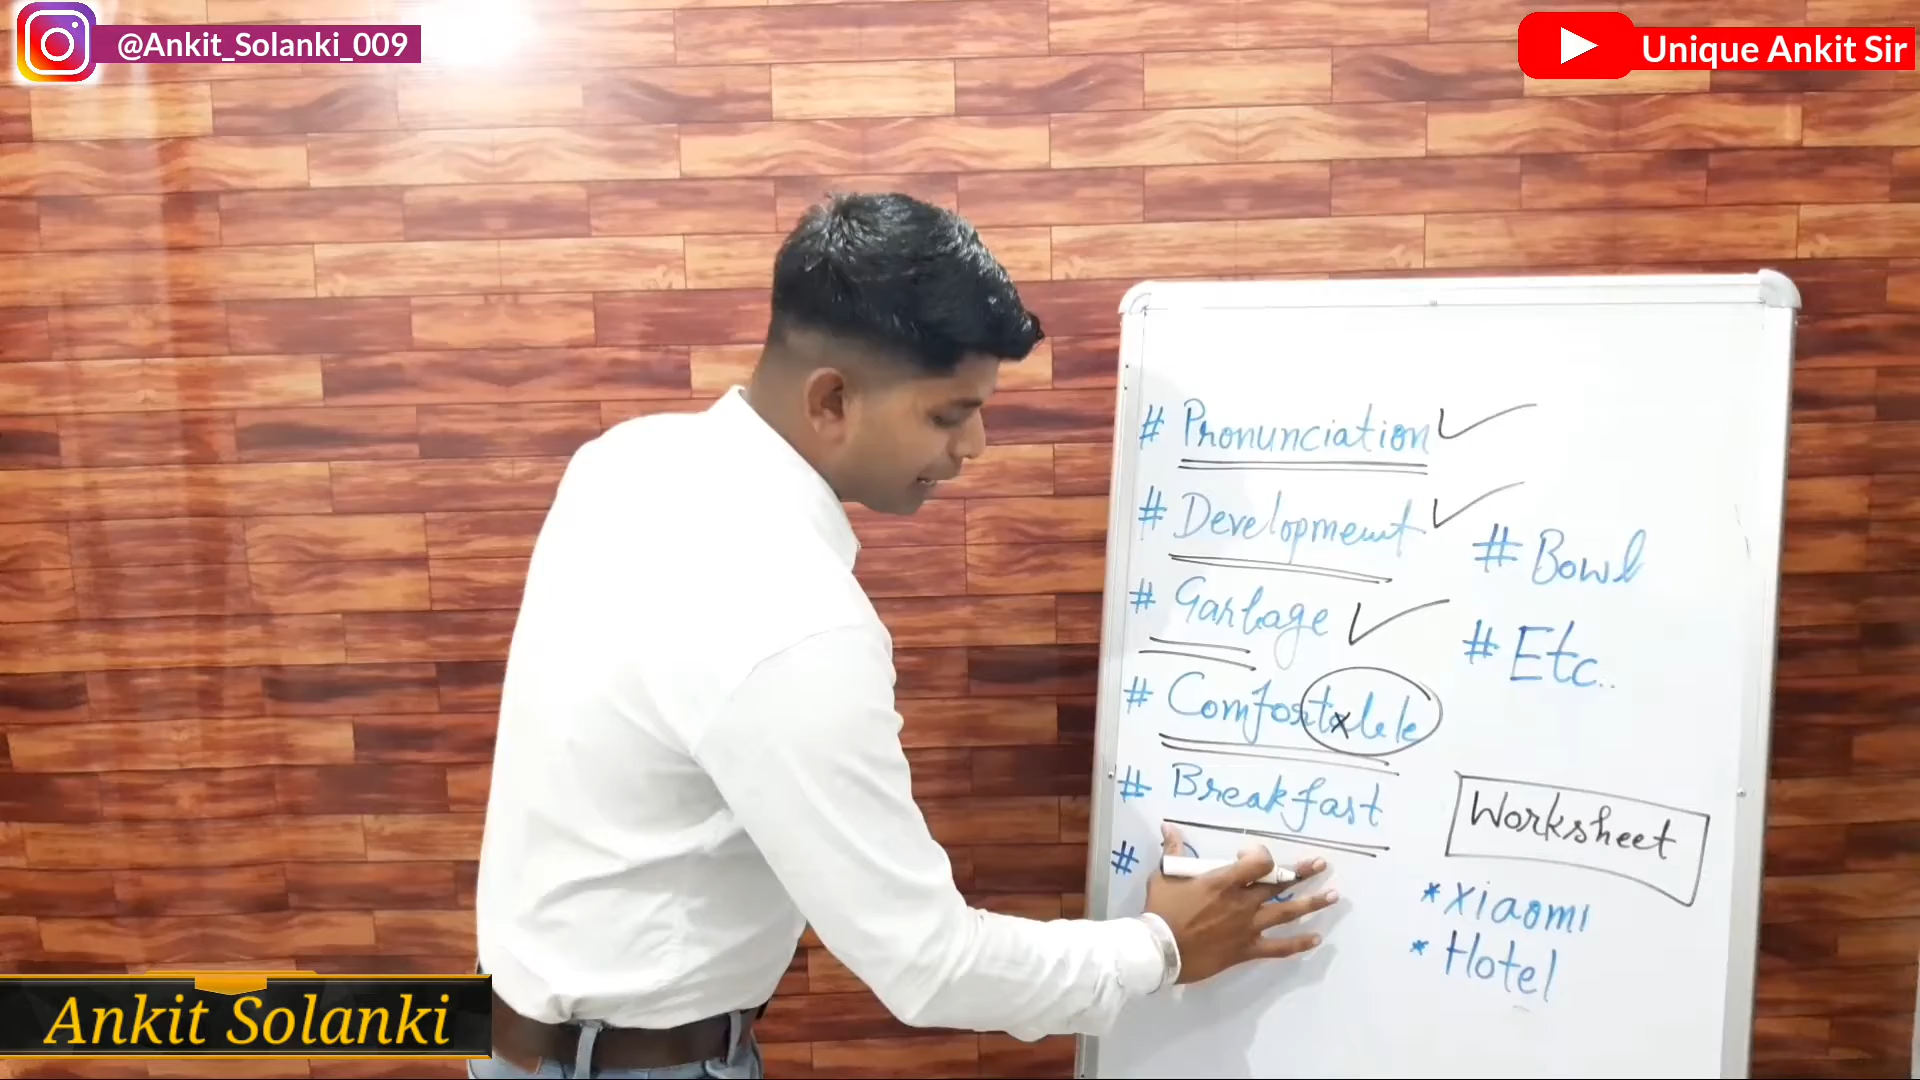 @Ankit_Solanki_009
Unique Ankit Sir
# Pronunciation
# Development
# Garbage
# Comfortable
# Breakfast
#
# Bowl
# Etc..
Worksheet
* Xiaomi
* Hotel
Ankit Solanki